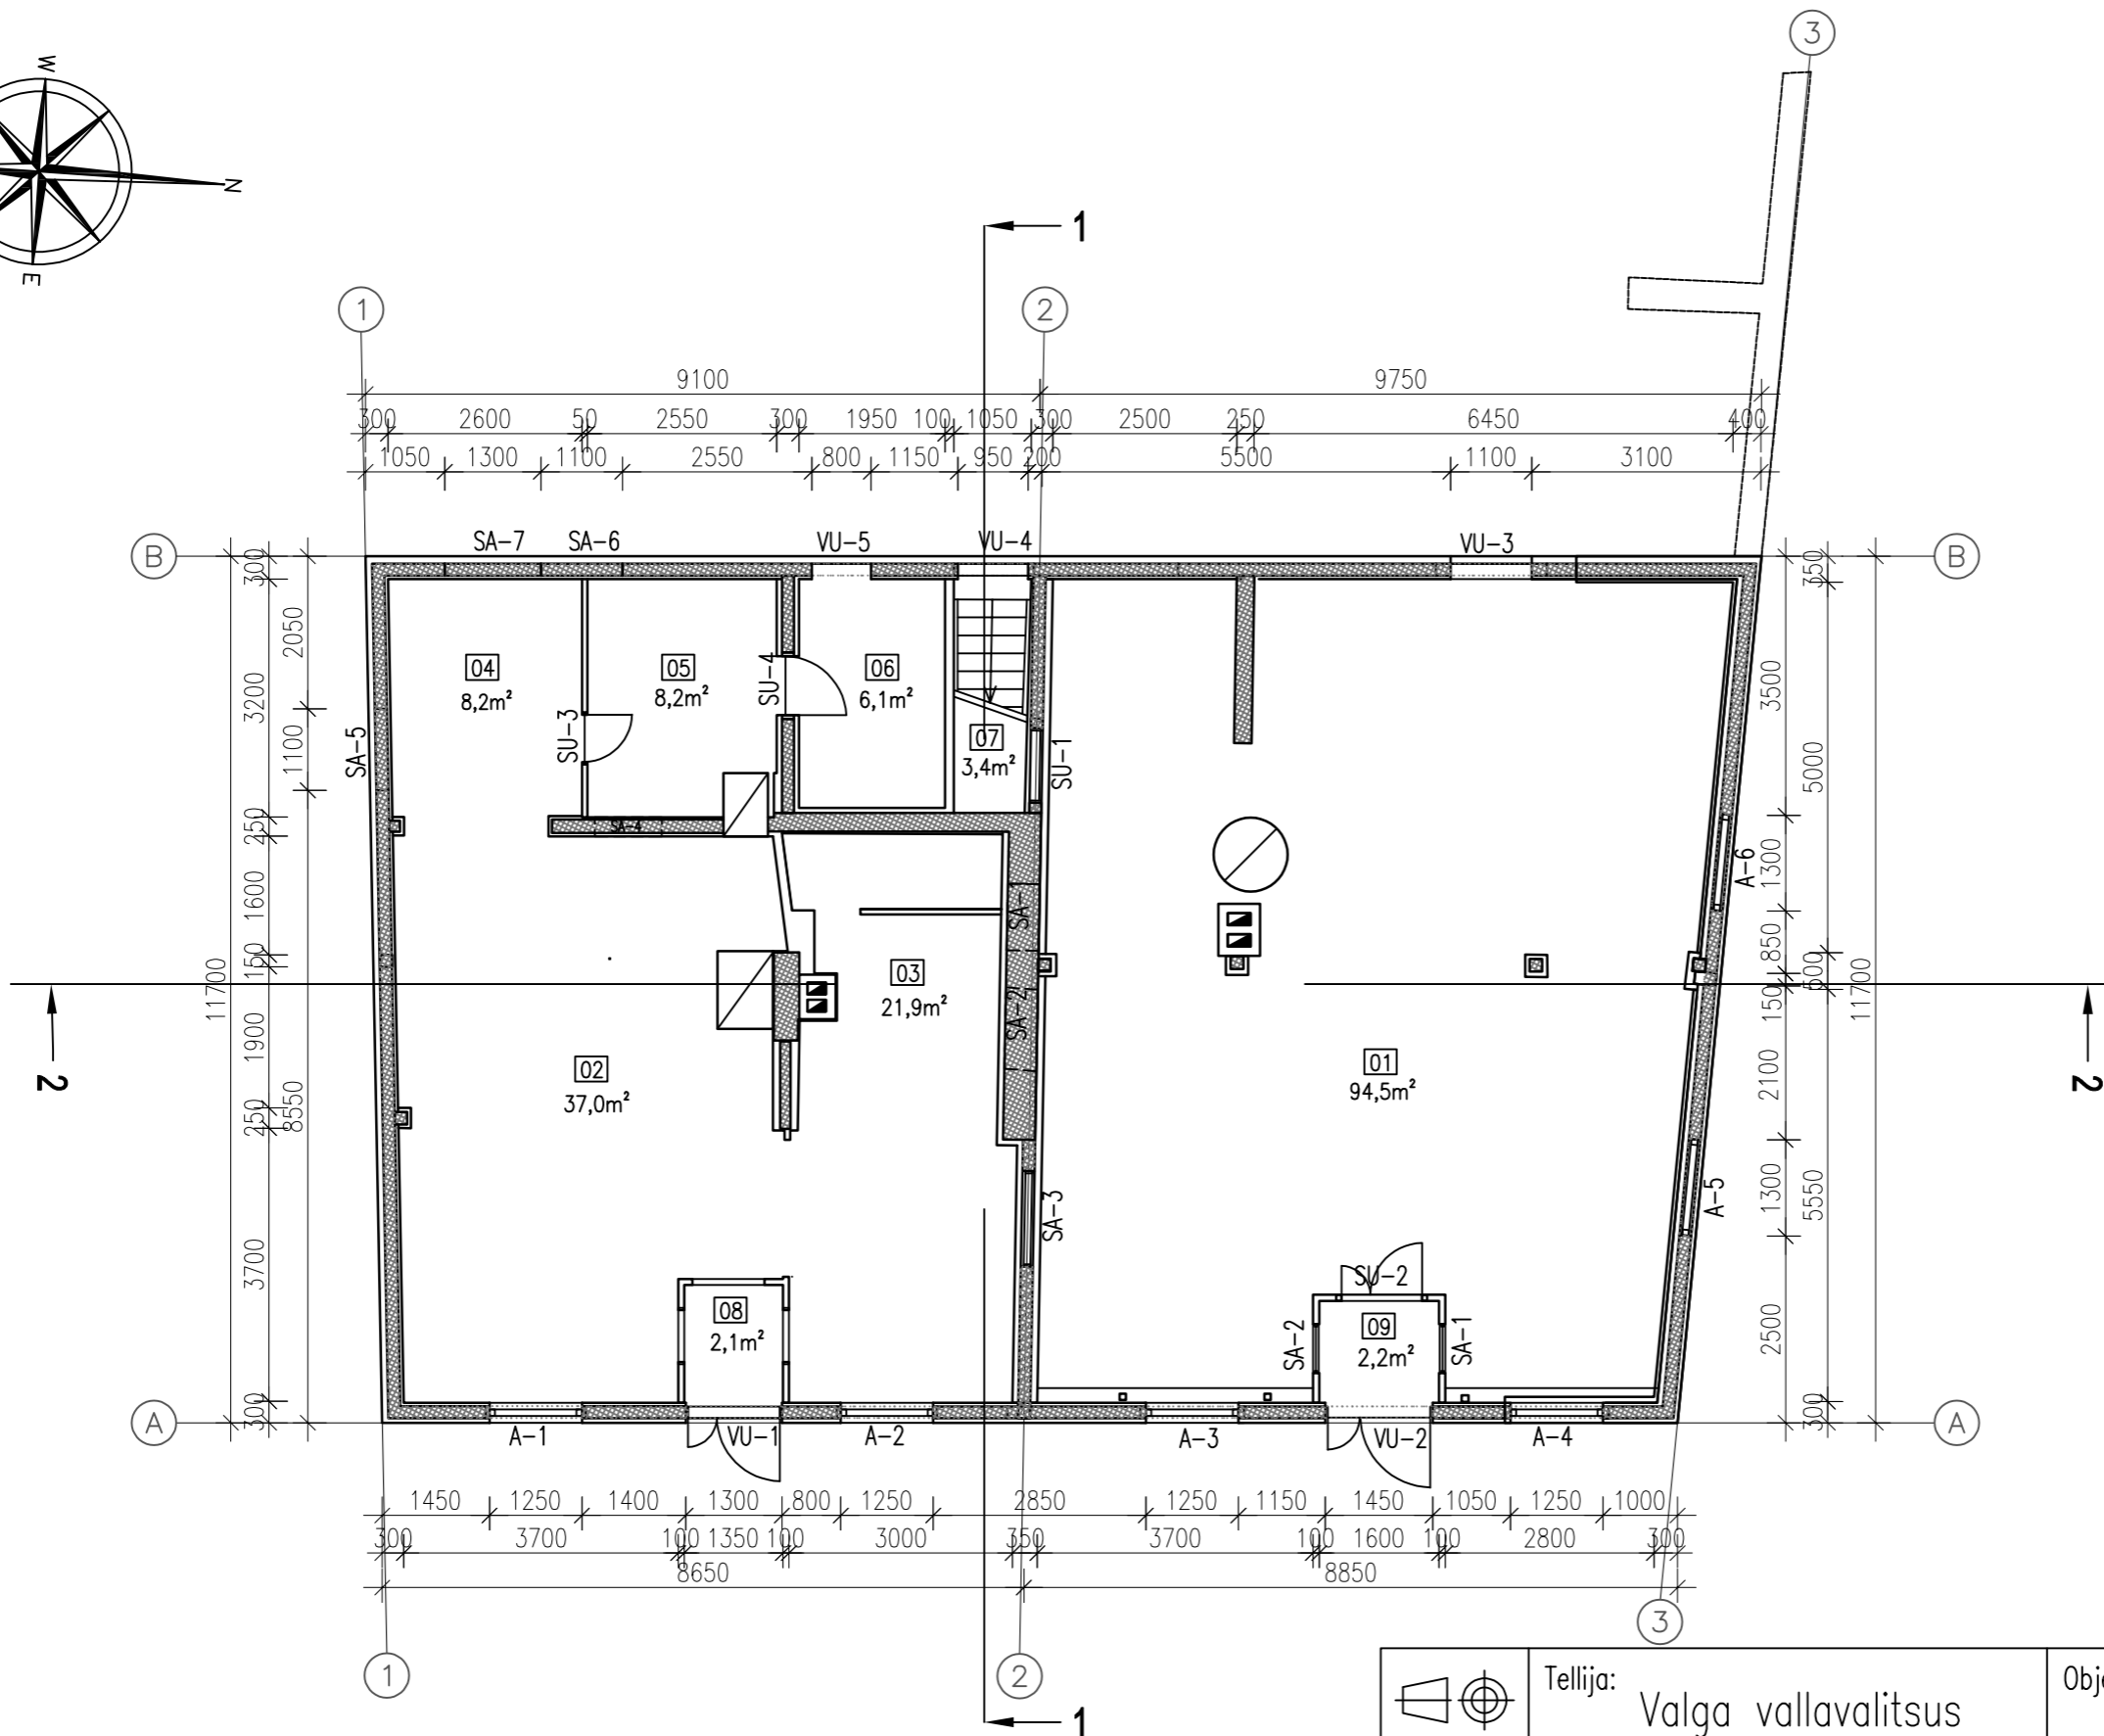 3
W
N
E
1
1
2
9100
9750
300 2600 50 2550 300 1950 100 1050 300 2500 250 6450 400
1050 1300 1100 2550 800 1150 950 200 5500 1100 3100
B
SA-7 SA-6 VU-5 VU-4 VU-3
B
300 2050 3200 1100 250 1600 150 1900 250 8550 3700 300
11700
SA-5
04
8,2m²
SU-3
05
8,2m²
SU-4
06
6,1m²
07
3,4m²
SU-1
SA-4
SA-1
SA-2
03
21,9m²
02
37,0m²
01
94,5m²
SA-3
A-6
A-5
350 3500 5000 1300 850 500 150 2100 1300 5550 2500 300
11700
2
2
08
2,1m²
SU-2
SA-2
09
2,2m²
SA-1
A
A-1 VU-1 A-2 A-3 VU-2 A-4
A
1450 1250 1400 1300 800 1250 2850 1250 1150 1450 1050 1250 1000
300 3700 100 1350 100 3000 350 3700 100 1600 100 2800 300
8650
8850
3
1
2
1
Tellija:
Valga vallavalitsus